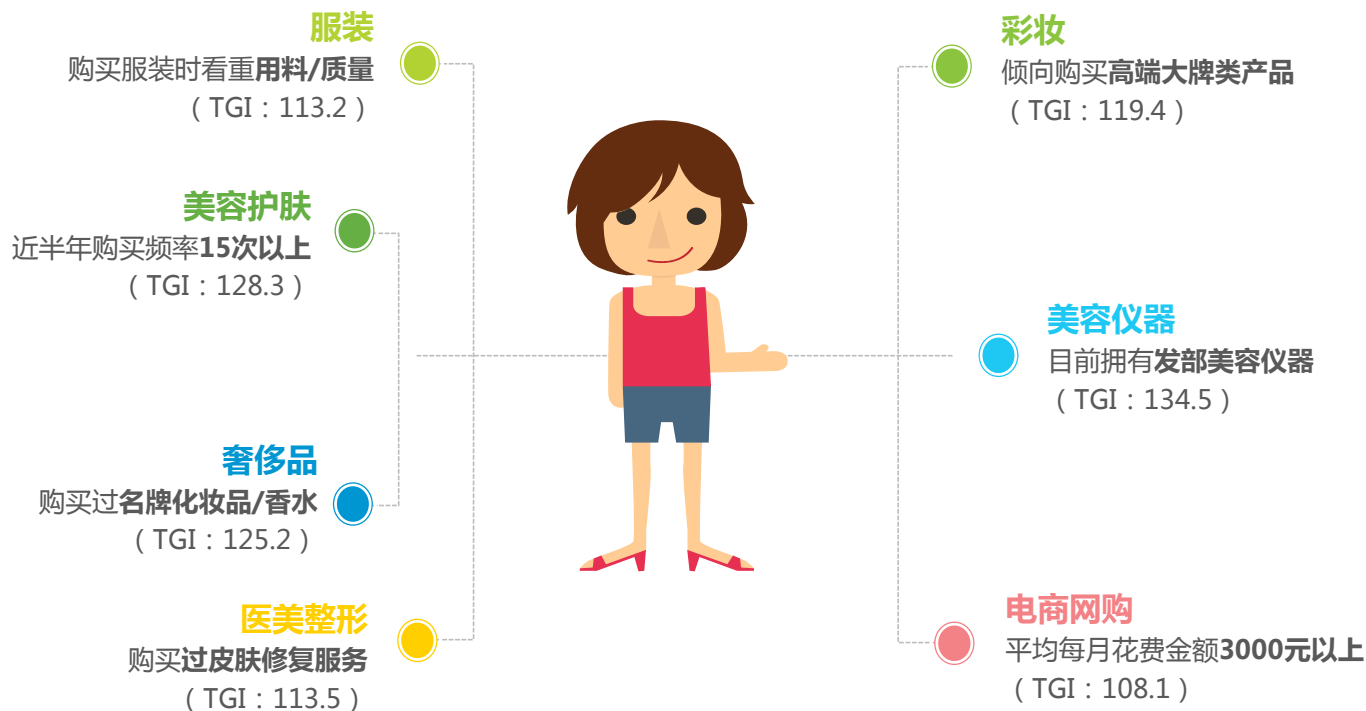 服装
购买服装时看重用料/质量
（TGI：113.2）
美容护肤
近半年购买频率15次以上
（TGI：128.3）
奢侈品
购买过名牌化妆品/香水
（TGI：125.2）
医美整形
购买过皮肤修复服务
（TGI：113.5）
彩妆
倾向购买高端大牌类产品
（TGI：119.4）
美容仪器
目前拥有发部美容仪器
（TGI：134.5）
电商网购
平均每月花费金额3000元以上
（TGI：108.1）